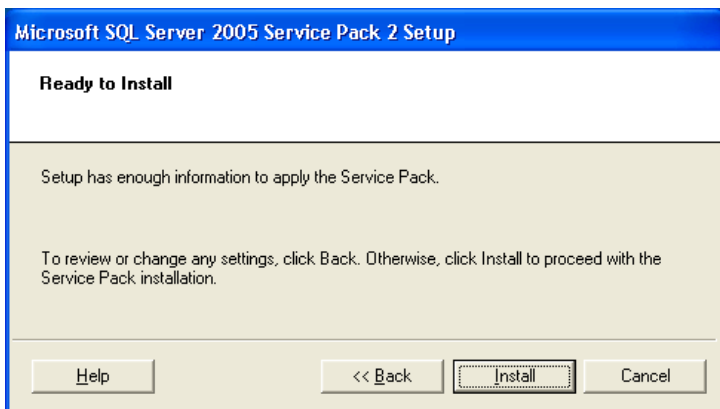 Microsoft SQL Server 2005 Service Pack 2 Setup
Ready to Install
Setup has enough information to apply the Service Pack.
To review or change any settings, click Back. Otherwise, click Install to proceed with the
Service Pack installation.
Help << Back Install Cancel